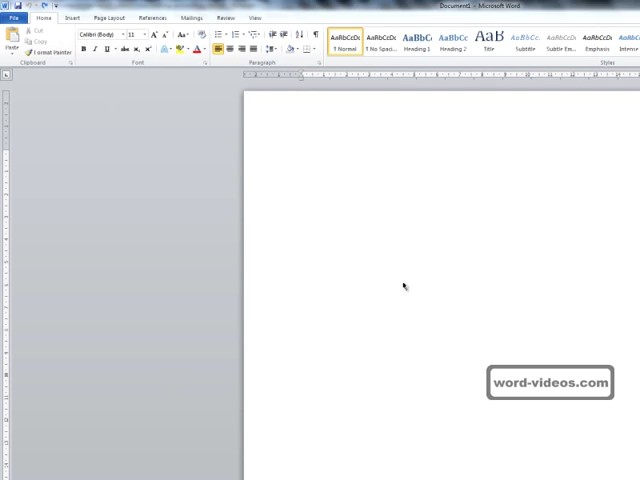 Document1 - Microsoft Word
File Home Insert Page Layout References Mailings Review View
Paste
Cut
Copy
Format Painter
Clipboard
Calibri (Body) 11
Font
Paragraph
AaBbCcDc AaBbCcDc AaBbC AaBbCc AaB AaBbCc. AaBbCcDc AaBbCcDc AaBbCcDc
¶ Normal ¶ No Spaci... Heading 1 Heading 2 Title Subtitle Subtle Em... Emphasis Intense
Styles
word-videos.com